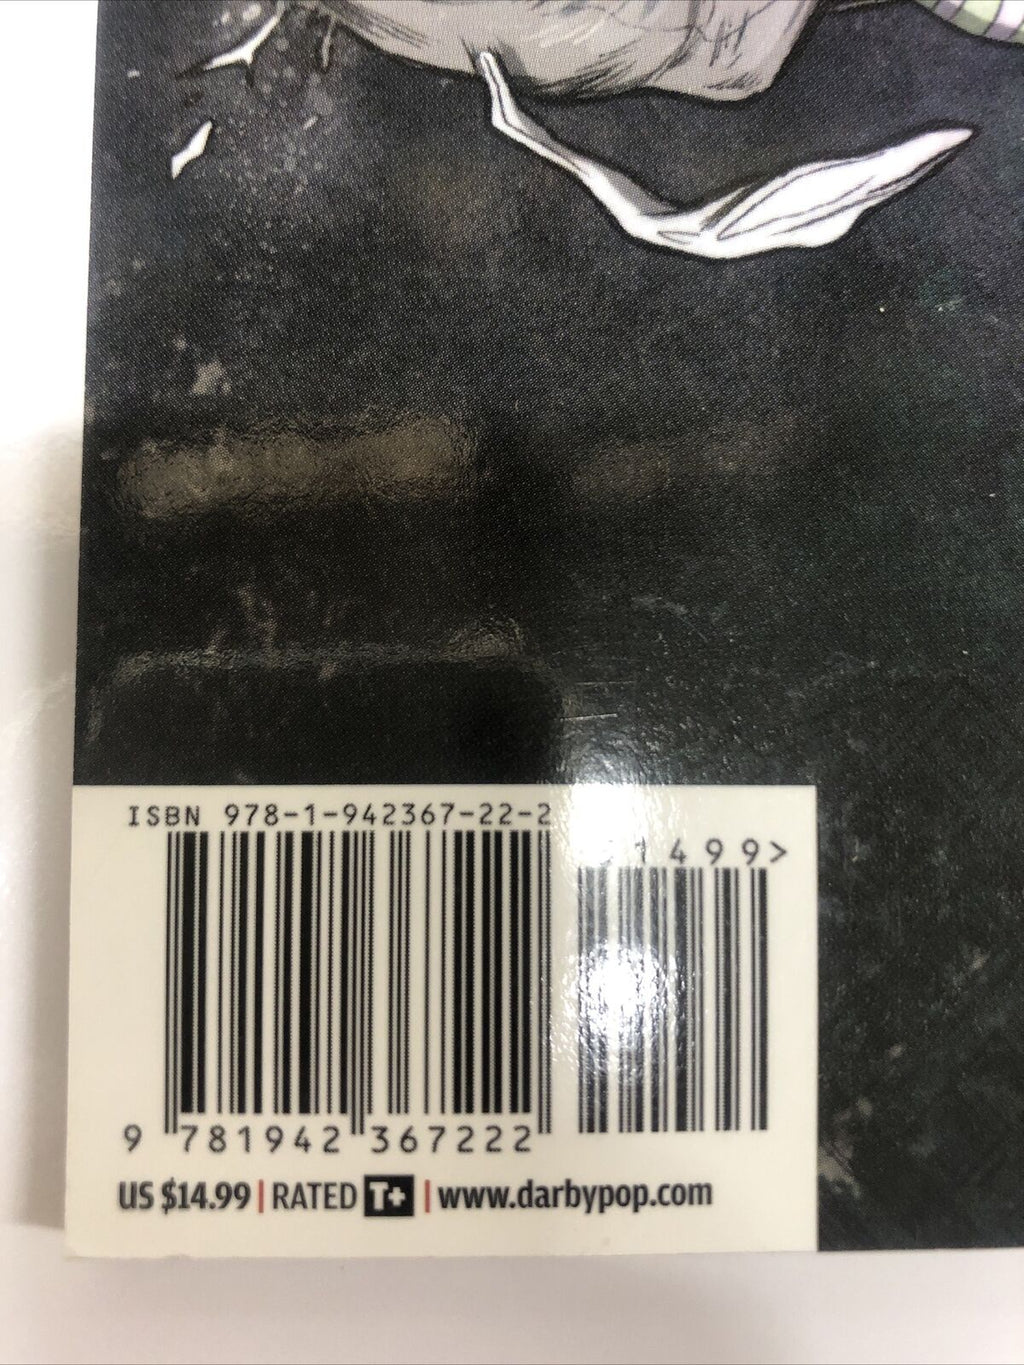 ISBN 978-1-942367-22-2
1499>
9 781942 367222
US $14.99 | RATED T+ | www.darbypop.com